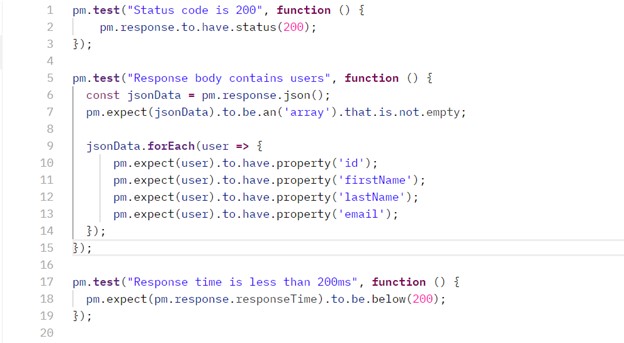 1 pm.test("Status code is 200", function () {
2 pm.response.to.have.status(200);
3 });
4
5 pm.test("Response body contains users", function () {
6 const jsonData = pm.response.json();
7 pm.expect(jsonData).to.be.an('array').that.is.not.empty;
8
9 jsonData.forEach(user => {
10 pm.expect(user).to.have.property('id');
11 pm.expect(user).to.have.property('firstName');
12 pm.expect(user).to.have.property('lastName');
13 pm.expect(user).to.have.property('email');
14 });
15 });
16
17 pm.test("Response time is less than 200ms", function () {
18 pm.expect(pm.response.responseTime).to.be.below(200);
19 });
20